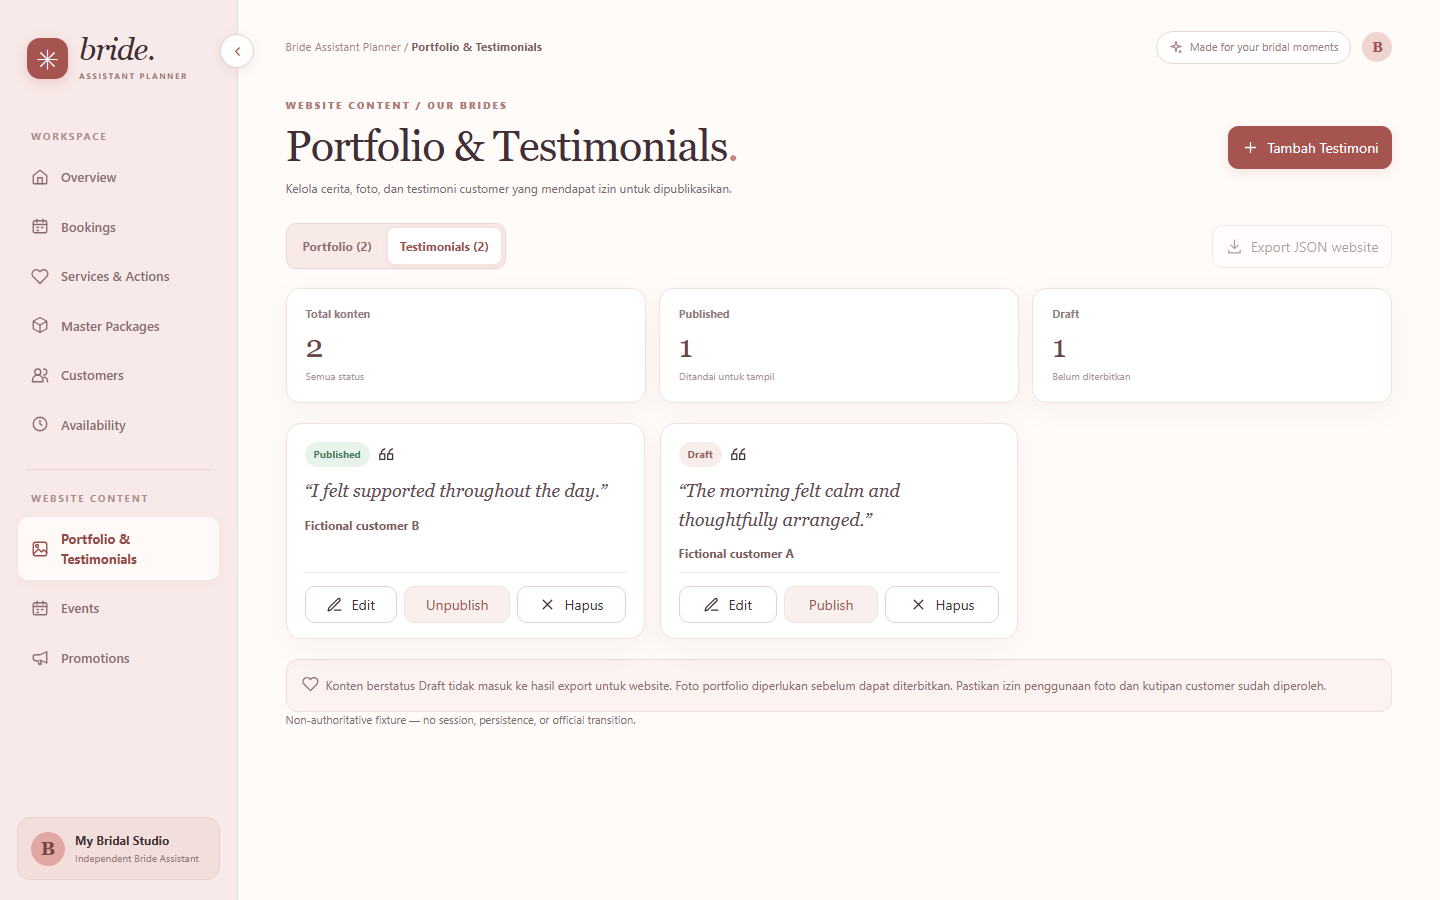 bride.
ASSISTANT PLANNER
WORKSPACE
Overview
Bookings
Services & Actions
Master Packages
Customers
Availability
WEBSITE CONTENT
Portfolio &
Testimonials
Events
Promotions
B
My Bridal Studio
Independent Bride Assistant
Bride Assistant Planner / Portfolio & Testimonials
Made for your bridal moments
B
WEBSITE CONTENT / OUR BRIDES
Portfolio & Testimonials.
Kelola cerita, foto, dan testimoni customer yang mendapat izin untuk dipublikasikan.
Tambah Testimoni
Portfolio (2)
Testimonials (2)
Export JSON website
Total konten
2
Semua status
Published
1
Ditandai untuk tampil
Draft
1
Belum diterbitkan
Published
“I felt supported throughout the day.”
Fictional customer B
Edit
Unpublish
Hapus
Draft
“The morning felt calm and
thoughtfully arranged.”
Fictional customer A
Edit
Publish
Hapus
Konten berstatus Draft tidak masuk ke hasil export untuk website. Foto portfolio diperlukan sebelum dapat diterbitkan. Pastikan izin penggunaan foto dan kutipan customer sudah diperoleh.
Non-authoritative fixture — no session, persistence, or official transition.